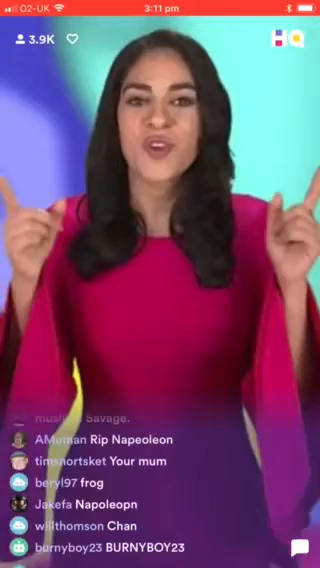 O2-UK 3:11 pm
3.9K
HQ
Savage.
AMuman Rip Napeoleon
timsnortsket Your mum
beryl97 frog
Jakefa Napoleopn
willthomson Chan
burnyboy23 BURNYBOY23